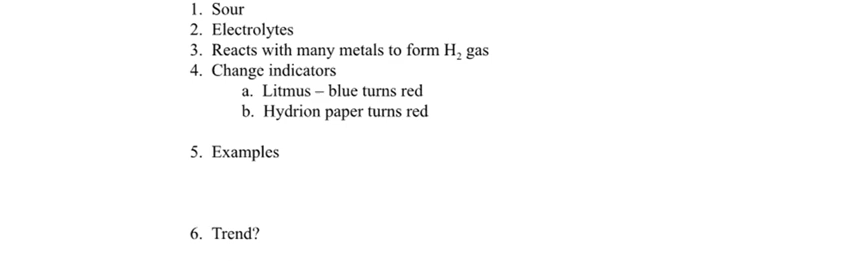 1. Sour
2. Electrolytes
3. Reacts with many metals to form H₂ gas
4. Change indicators
a. Litmus – blue turns red
b. Hydrion paper turns red
5. Examples
6. Trend?